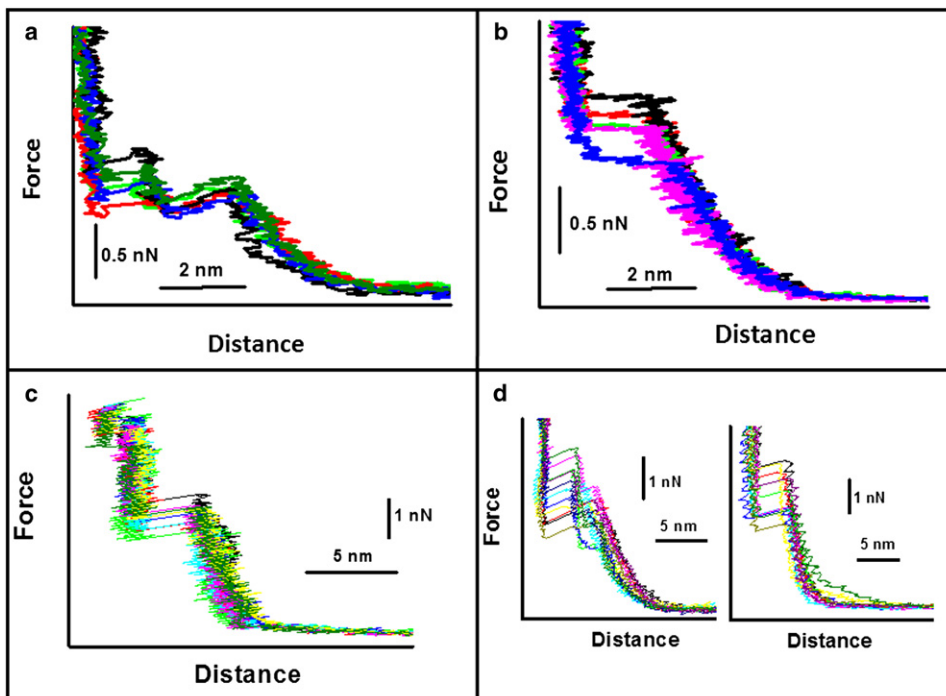 a
Force
0.5 nN
2 nm
Distance
b
Force
0.5 nN
2 nm
Distance
c
Force
1 nN
5 nm
Distance
d
Force
1 nN
5 nm
Distance
1 nN
5 nm
Distance